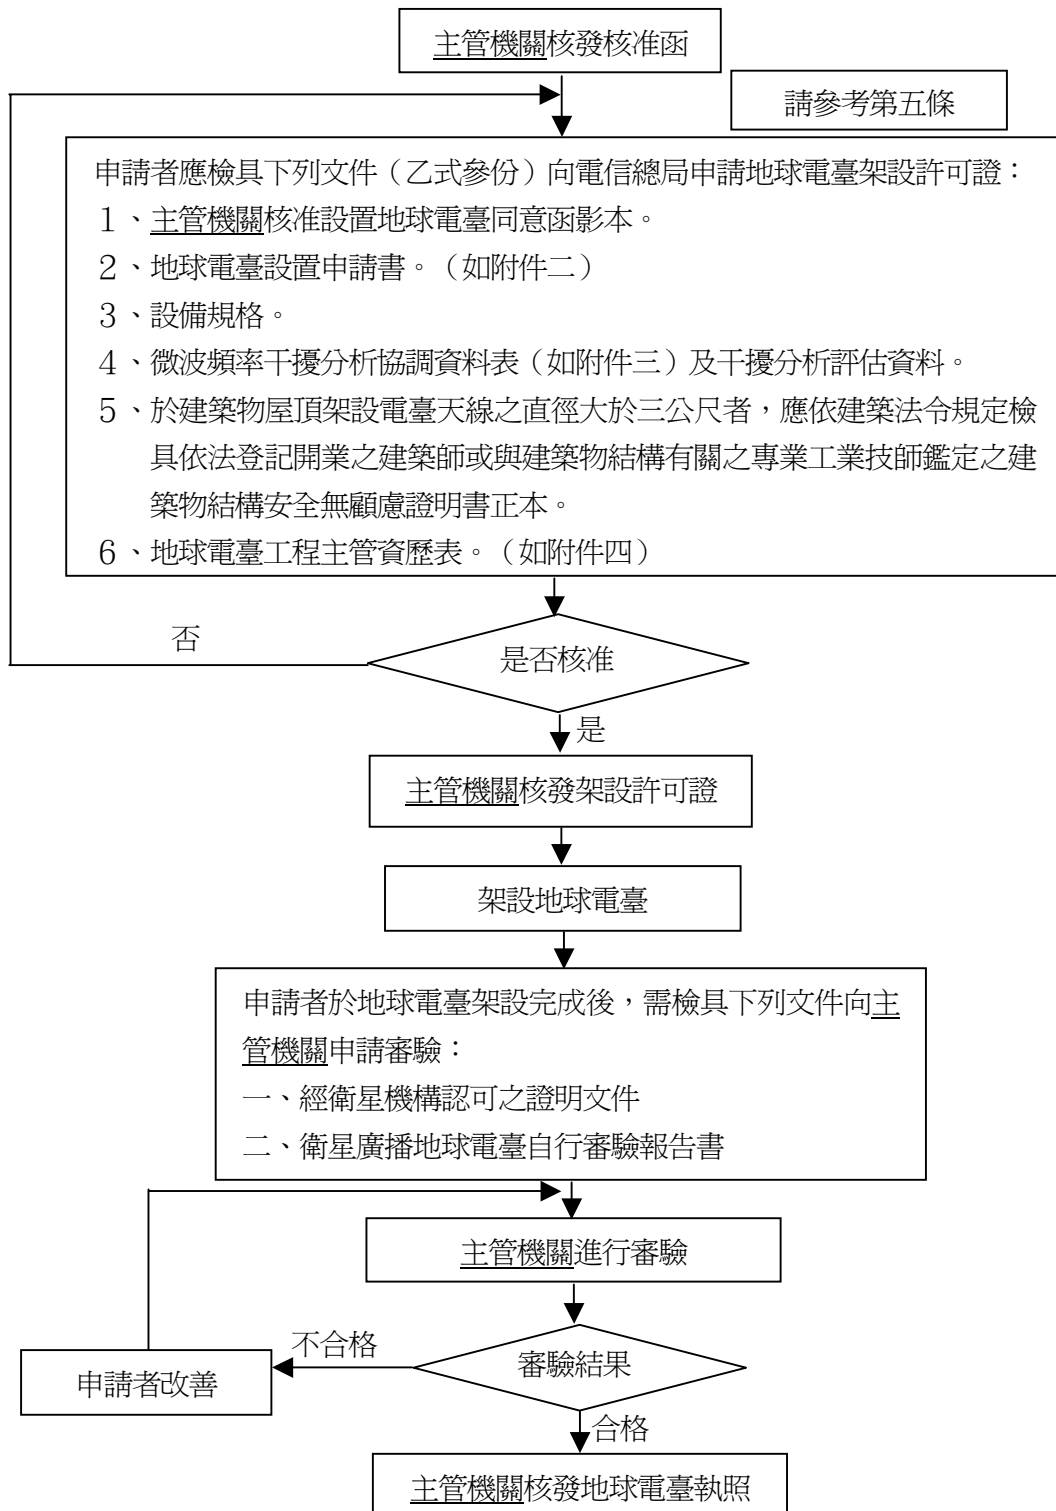 主管機關核發核准函
請參考第五條
申請者應檢具下列文件（乙式參份）向電信總局申請地球電臺架設許可證：
１、主管機關核准設置地球電臺同意函影本。
２、地球電臺設置申請書。（如附件二）
３、設備規格。
４、微波頻率干擾分析協調資料表（如附件三）及干擾分析評估資料。
５、於建築物屋頂架設電臺天線之直徑大於三公尺者，應依建築法令規定檢
具依法登記開業之建築師或與建築物結構有關之專業工業技師鑑定之建
築物結構安全無顧慮證明書正本。
６、地球電臺工程主管資歷表。（如附件四）
否
是否核准
是
主管機關核發架設許可證
架設地球電臺
申請者於地球電臺架設完成後，需檢具下列文件向主
管機關申請審驗：
一、經衛星機構認可之證明文件
二、衛星廣播地球電臺自行審驗報告書
主管機關進行審驗
不合格
審驗結果
申請者改善
合格
主管機關核發地球電臺執照